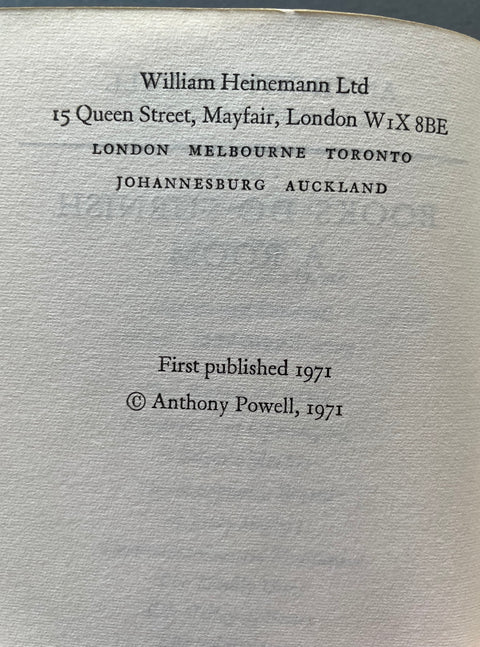 William Heinemann Ltd
15 Queen Street, Mayfair, London W1X 8BE
LONDON MELBOURNE TORONTO
JOHANNESBURG AUCKLAND
First published 1971
© Anthony Powell, 1971